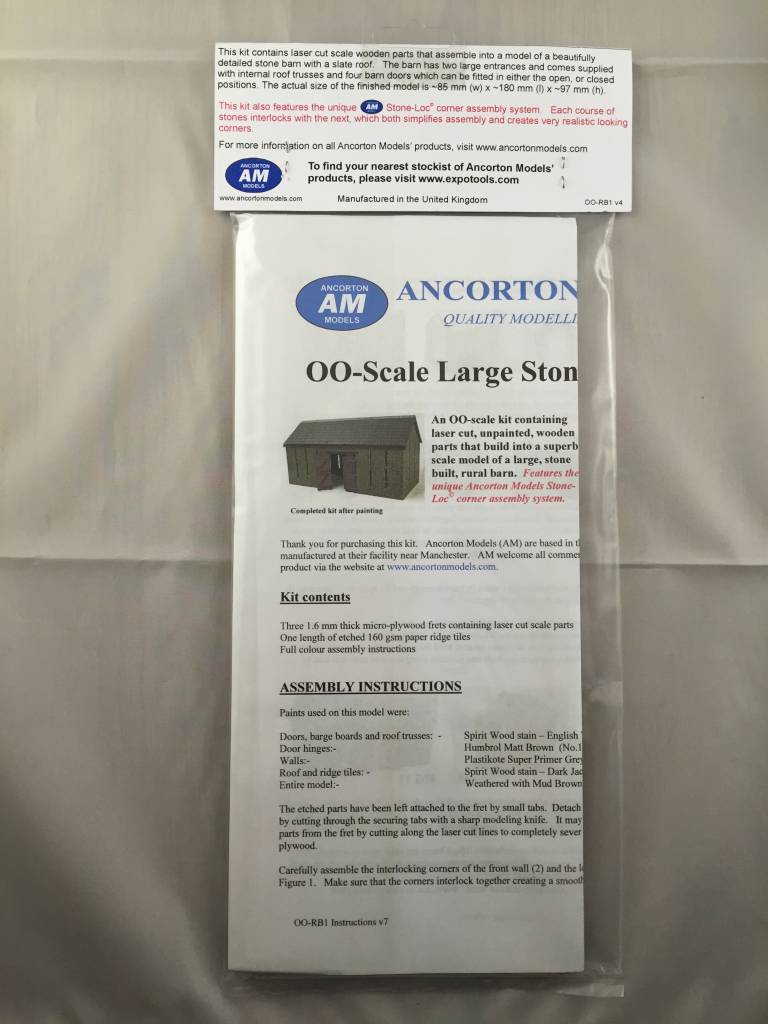 This kit contains laser cut scale wooden parts that assemble into a model of a beautifully
detailed stone barn with a slate roof. The barn has two large entrances and comes supplied
with internal roof trusses and four barn doors which can be fitted in either the open, or closed
positions. The actual size of the finished model is ~85 mm (w) x ~180 mm (l) x ~97 mm (h).
This kit also features the unique AM Stone-Loc© corner assembly system. Each course of
stones interlocks with the next, which both simplifies assembly and creates very realistic looking
corners.
For more information on all Ancorton Models' products, visit www.ancortonmodels.com
ANCORTON
AM
MODELS
To find your nearest stockist of Ancorton Models'
products, please visit www.expotools.com
www.ancortonmodels.com
Manufactured in the United Kingdom
OO-RB1 v4
ANCORTON
AM
MODELS
ANCORTON
QUALITY MODELLI
OO-Scale Large Ston
An OO-scale kit containing
laser cut, unpainted, wooden
parts that build into a superb
scale model of a large, stone
built, rural barn. Features the
unique Ancorton Models Stone-
Loc© corner assembly system.
Completed kit after painting
Thank you for purchasing this kit. Ancorton Models (AM) are based in t
manufactured at their facility near Manchester. AM welcome all commen
product via the website at www.ancortonmodels.com.
Kit contents
Three 1.6 mm thick micro-plywood frets containing laser cut scale parts
One length of etched 160 gsm paper ridge tiles
Full colour assembly instructions
ASSEMBLY INSTRUCTIONS
Paints used on this model were:
Doors, barge boards and roof trusses: - Spirit Wood stain – English
Door hinges:- Humbrol Matt Brown (No.1
Walls:- Plastikote Super Primer Grey
Roof and ridge tiles: - Spirit Wood stain – Dark Jac
Entire model:- Weathered with Mud Brown
The etched parts have been left attached to the fret by small tabs. Detach
by cutting through the securing tabs with a sharp modeling knife. It may
parts from the fret by cutting along the laser cut lines to completely sever
plywood.
Carefully assemble the interlocking corners of the front wall (2) and the
Figure 1. Make sure that the corners interlock together creating a smooth
OO-RB1 Instructions v7